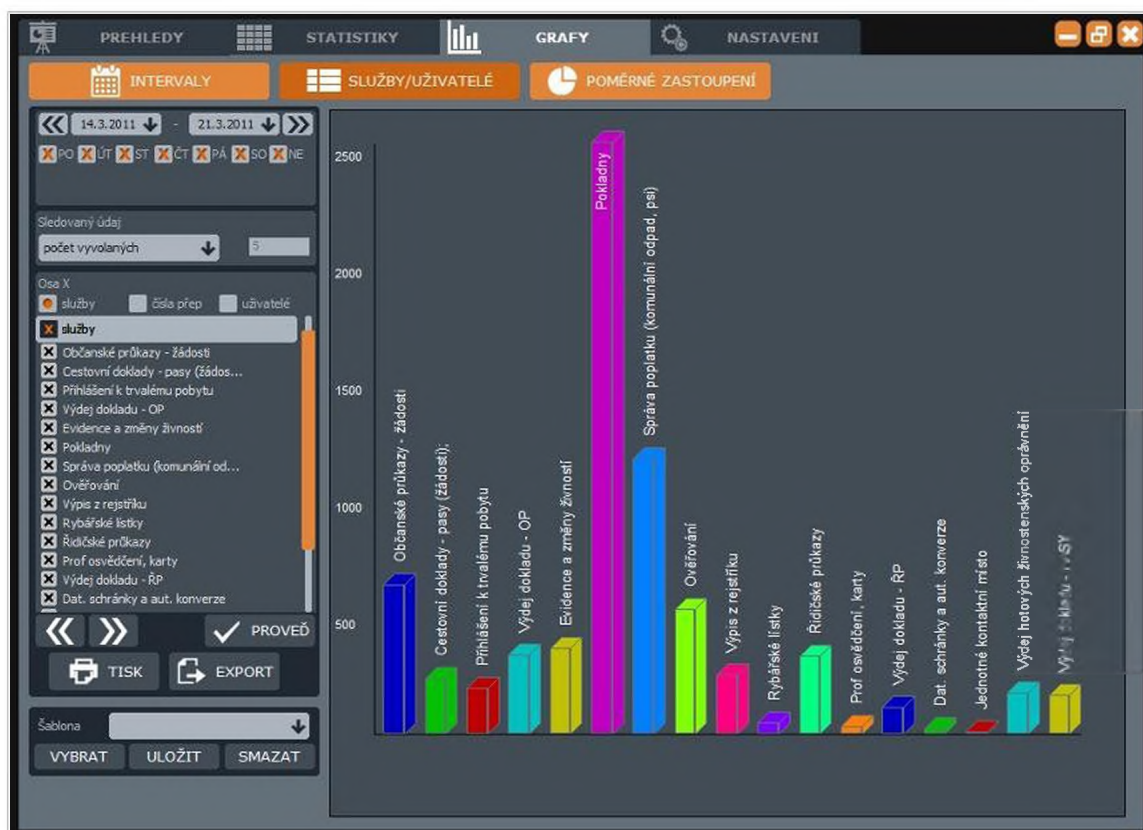 PREHLEDY STATISTIKY GRAFY NASTAVENI
INTERVALY SLUŽBY/UŽIVATELÉ POMĚRNÉ ZASTOUPENÍ
14.3.2011 - 21.3.2011
PO ÚT ST ČT PÁ SO NE
Sledovaný údaj
počet vyvolaných 5
Osa X
služby čísla přep uživatelé
služby
Občanské průkazy - žádosti
Cestovní doklady - pasy (žádos...
Přihlášení k trvalému pobytu
Výdej dokladu - OP
Evidence a změny živností
Pokladny
Správa poplatku (komunální od...
Ověřování
Výpis z rejstříku
Rybářské lístky
Řidičské průkazy
Prof osvědčení, karty
Výdej dokladu - ŘP
Dat. schránky a aut. konverze
PROVEĎ
TISK EXPORT
Šablona
VYBRAT ULOŽIT SMAZAT
2500
2000
1500
1000
500
Občanské průkazy - žádosti
Cestovní doklady - pasy (žádosti);
Přihlášení k trvalému pobytu
Výdej dokladu - OP
Evidence a změny živností
Pokladny
Správa poplatku (komunální odpad, psi)
Ověřování
Výpis z rejstříku
Rybářské lístky
Řidičské průkazy
Prof osvědčení, karty
Výdej dokladu - ŘP
Dat. schránky a aut. konverze
Jednotné kontaktní místo
Výdej hotových živnostenských oprávnění
Výdej dokladu -